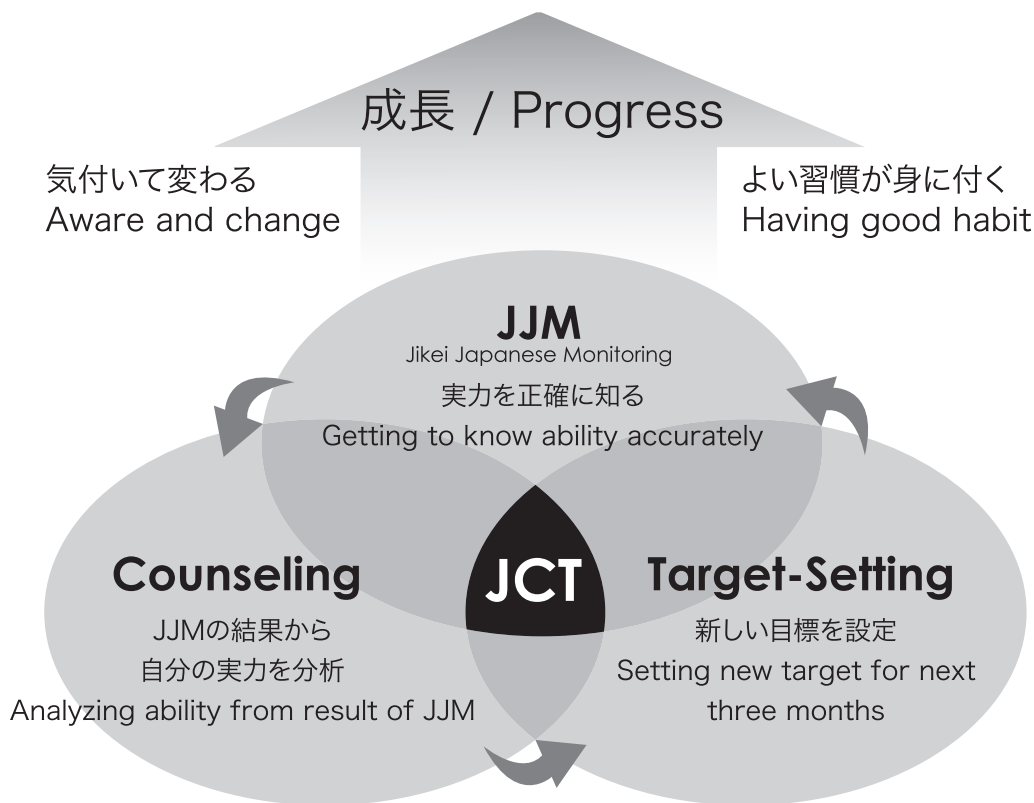 成長 / Progress
気付いて変わる
Aware and change
よい習慣が身に付く
Having good habit
JJM
Jikei Japanese Monitoring
実力を正確に知る
Getting to know ability accurately
Counseling
JJMの結果から
自分の実力を分析
Analyzing ability from result of JJM
JCT
Target-Setting
新しい目標を設定
Setting new target for next
three months